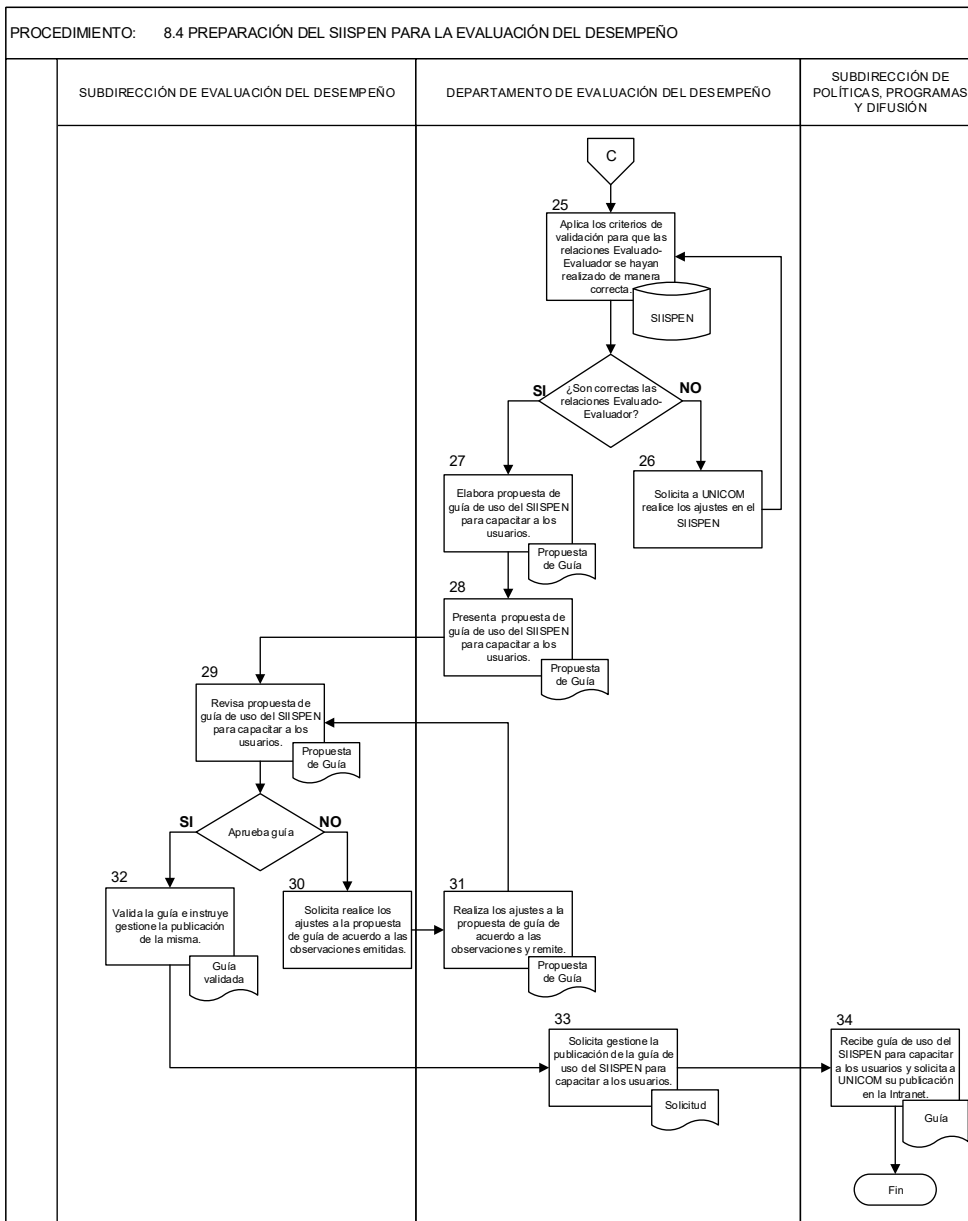 PROCEDIMIENTO: 8.4 PREPARACIÓN DEL SIISPEN PARA LA EVALUACIÓN DEL DESEMPEÑO
SUBDIRECCIÓN DE EVALUACIÓN DEL DESEMPEÑO
DEPARTAMENTO DE EVALUACIÓN DEL DESEMPEÑO
SUBDIRECCIÓN DE
POLÍTICAS, PROGRAMAS
Y DIFUSIÓN
C
25
Aplica los criterios de
validación para que las
relaciones Evaluado-
Evaluador se hayan
realizado de manera
correcta.
SIISPEN
¿Son correctas las
relaciones Evaluado-
Evaluador?
SI
NO
27
Elabora propuesta de
guía de uso del SIISPEN
para capacitar a los
usuarios.
Propuesta
de Guía
26
Solicita a UNICOM
realice los ajustes en el
SIISPEN
28
Presenta propuesta de
guía de uso del SIISPEN
para capacitar a los
usuarios.
Propuesta
de Guía
29
Revisa propuesta de
guía de uso del SIISPEN
para capacitar a los
usuarios.
Propuesta
de Guía
Aprueba guía
SI
NO
32
Valida la guía e instruye
gestione la publicación
de la misma.
Guía
validada
30
Solicita realice los
ajustes a la propuesta
de guía de acuerdo a las
observaciones emitidas.
31
Realiza los ajustes a la
propuesta de guía de
acuerdo a las
observaciones y remite.
Propuesta
de Guía
33
Solicita gestione la
publicación de la guía de
uso del SIISPEN para
capacitar a los usuarios.
Solicitud
34
Recibe guía de uso del
SIISPEN para capacitar
a los usuarios y solicita a
UNICOM su publicación
en la Intranet.
Guía
Fin